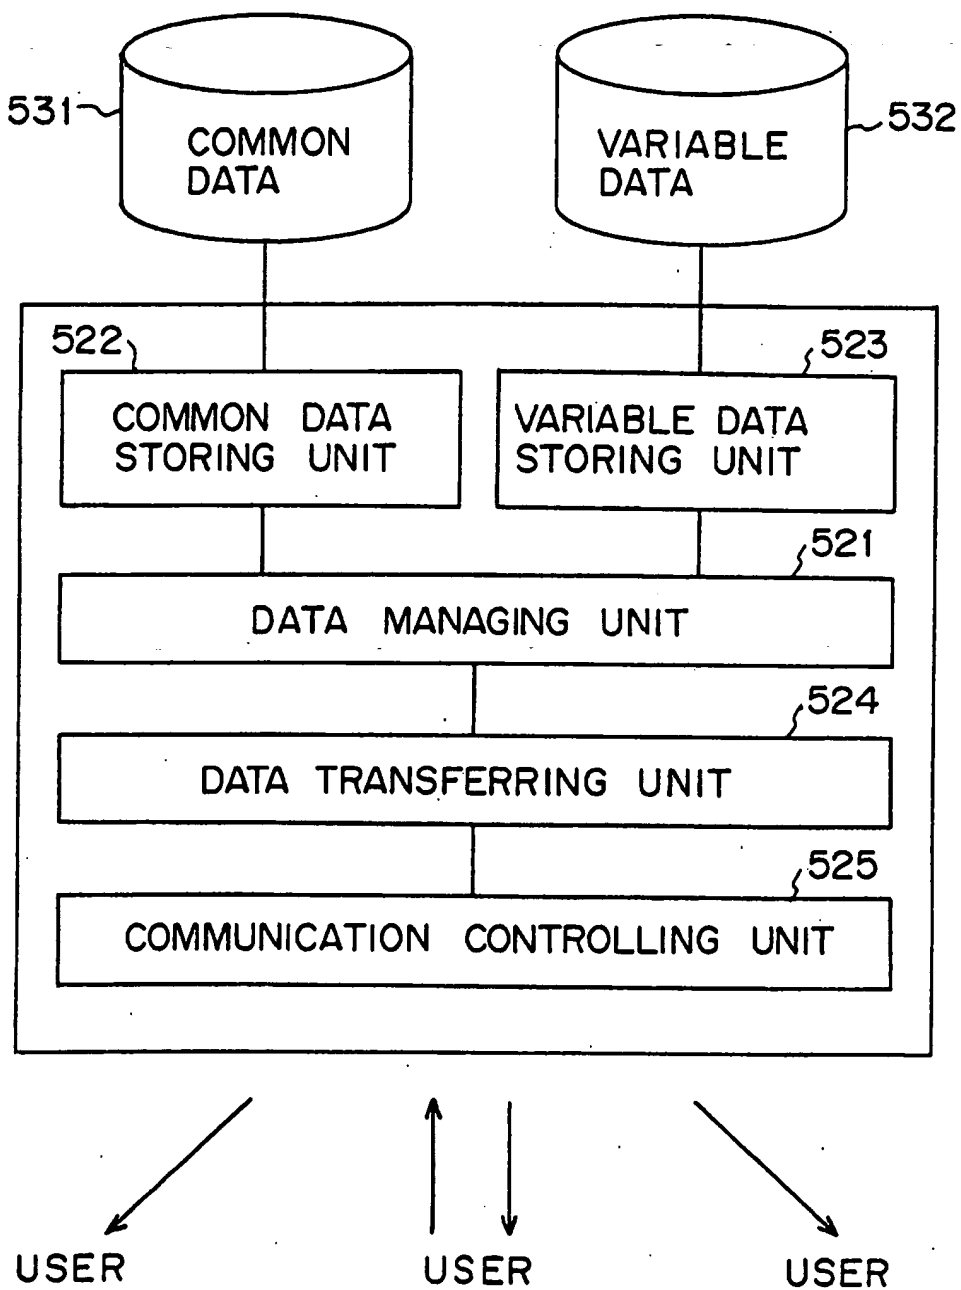 531
COMMON
DATA
VARIABLE
DATA
532
522
COMMON DATA
STORING UNIT
523
VARIABLE DATA
STORING UNIT
521
DATA MANAGING UNIT
524
DATA TRANSFERRING UNIT
525
COMMUNICATION CONTROLLING UNIT
USER
USER
USER